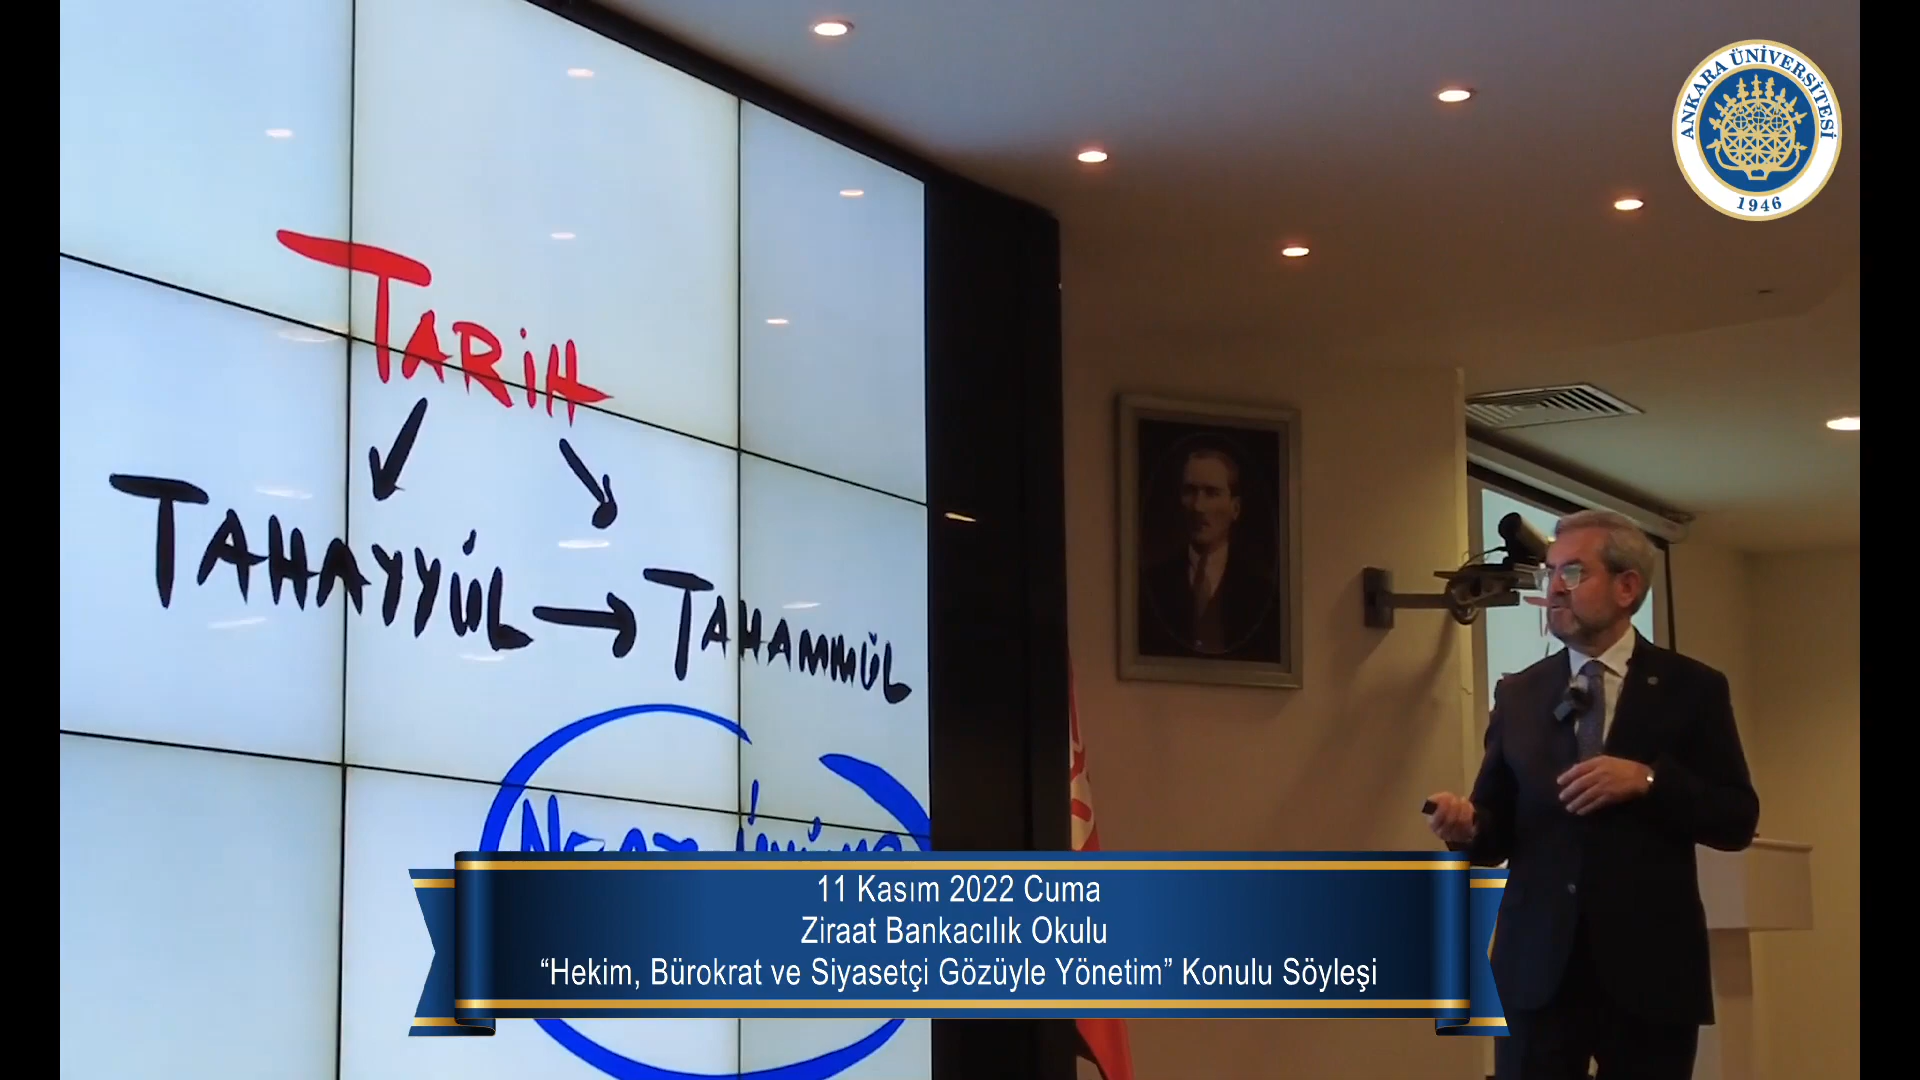 ANKARA ÜNİVERSİTESİ
1946
TARİH
TAHAYYÜL → TAHAMMÜL
11 Kasım 2022 Cuma
Ziraat Bankacılık Okulu
“Hekim, Bürokrat ve Siyasetçi Gözüyle Yönetim” Konulu Söyleşi